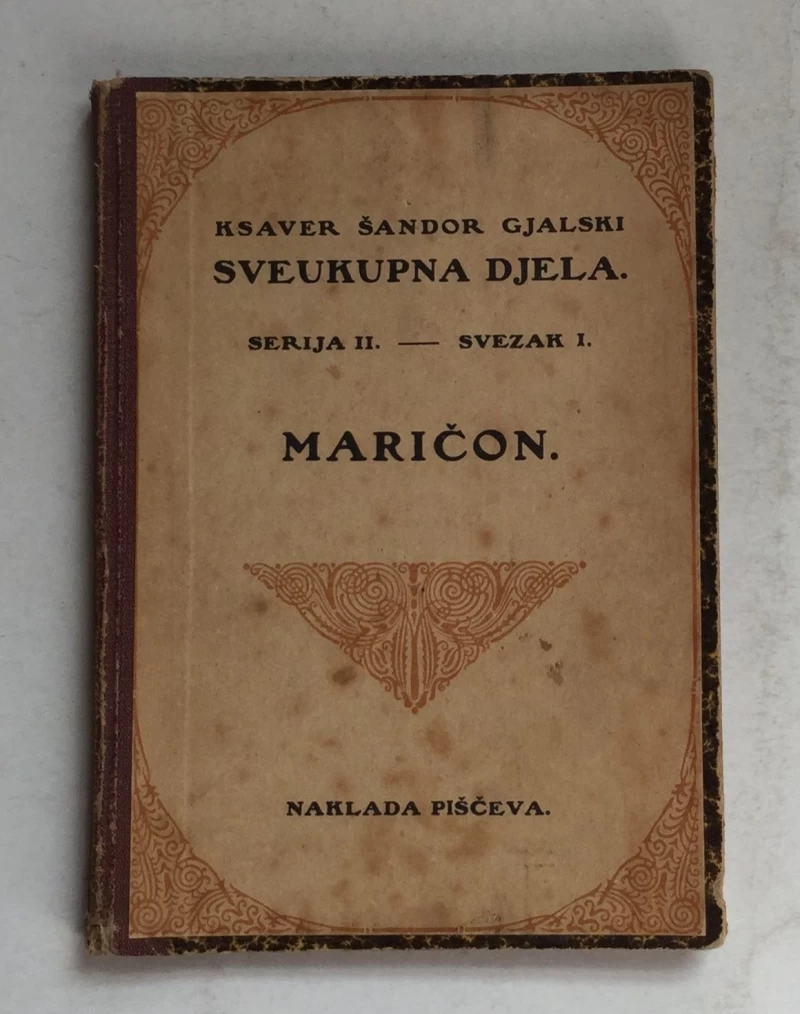 KSAVER ŠANDOR GJALSKI
SVEUKUPNA DJELA.
SERIJA II. — SVEZAK I.
MARIČON.
NAKLADA PIŠČEVA.